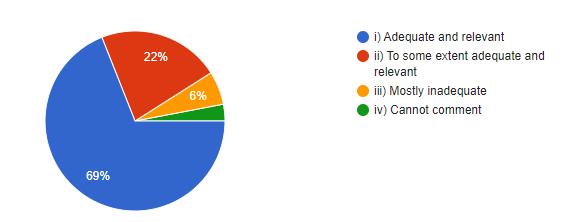 22%
6%
69%
i) Adequate and relevant
ii) To some extent adequate and
relevant
iii) Mostly inadequate
iv) Cannot comment